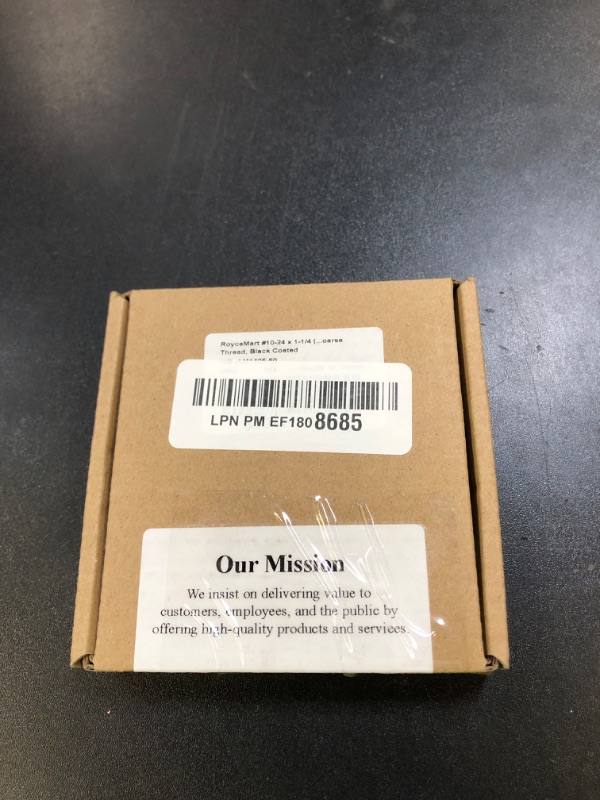 RoyceMart #10-24 x 1-1/4 (...oarse
Thread, Black Coated
LPN PM EF1808685
Our Mission
We insist on delivering value to
customers, employees, and the public by
offering high-quality products and services.